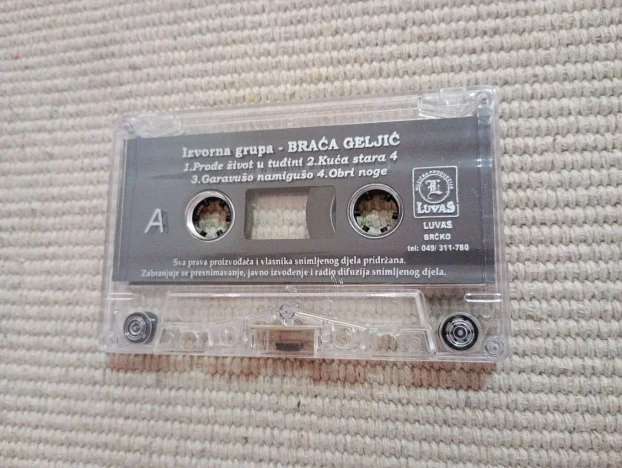 Izvorna grupa - BRAĆA GELJIĆ
1.Prođe život u tuđini 2.Kuća stara 4
3.Garavušo namigušo 4.Obri noge
A
L
LUVAS
LUVAS
BRČKO
tel: 049/ 311-780
Sva prava proizvođača i vlasnika snimljenog djela pridržana.
Zabranjuje se presnimavanje, javno izvođenje i radio difuzija snimljenog djela.